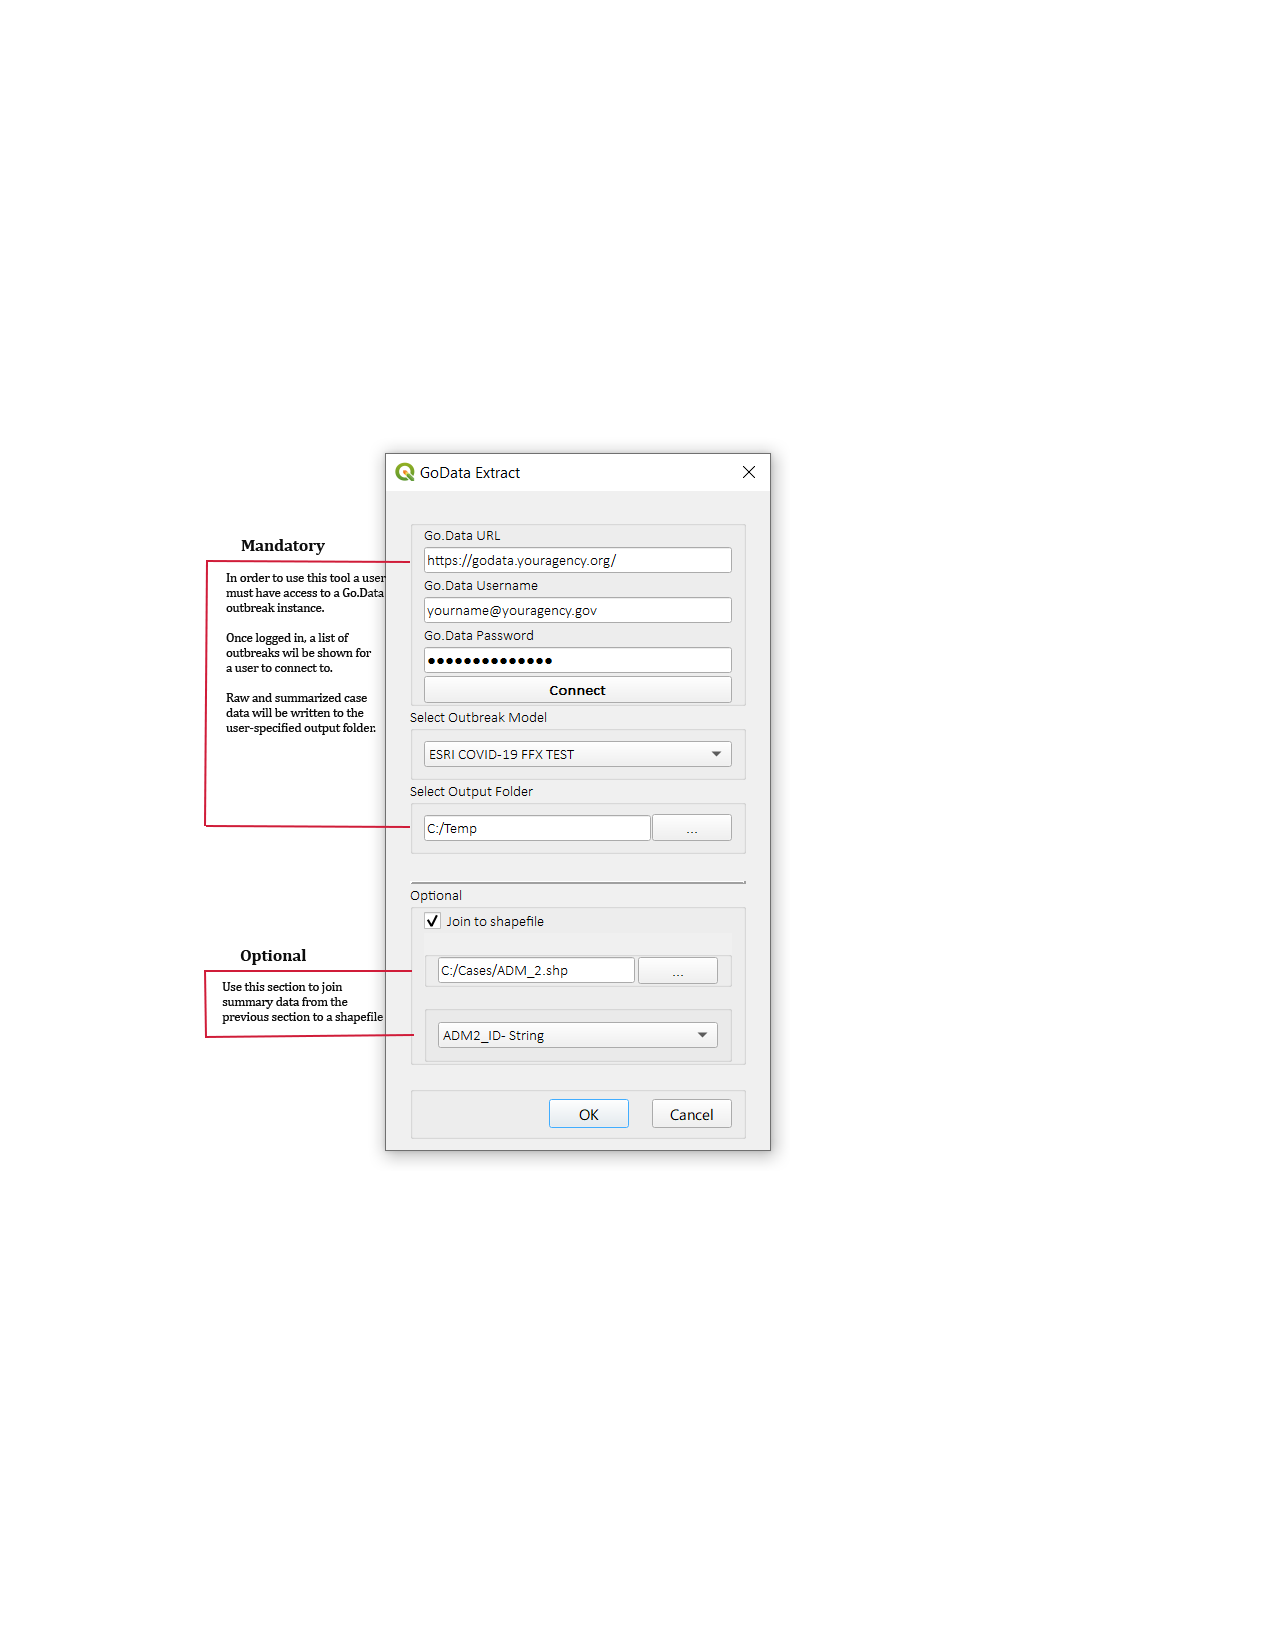 GoData Extract
Mandatory
In order to use this tool a user
must have access to a Go.Data
outbreak instance.
Once logged in, a list of
outbreaks wil be shown for
a user to connect to.
Raw and summarized case
data will be written to the
user-specified output folder.
Go.Data URL
https://godata.youragency.org/
Go.Data Username
yourname@youragency.gov
Go.Data Password
●●●●●●●●●●●●●●
Connect
Select Outbreak Model
ESRI COVID-19 FFX TEST
Select Output Folder
C:/Temp
...
Optional
Join to shapefile
Optional
Use this section to join
summary data from the
previous section to a shapefile
C:/Cases/ADM_2.shp
...
ADM2_ID- String
OK
Cancel